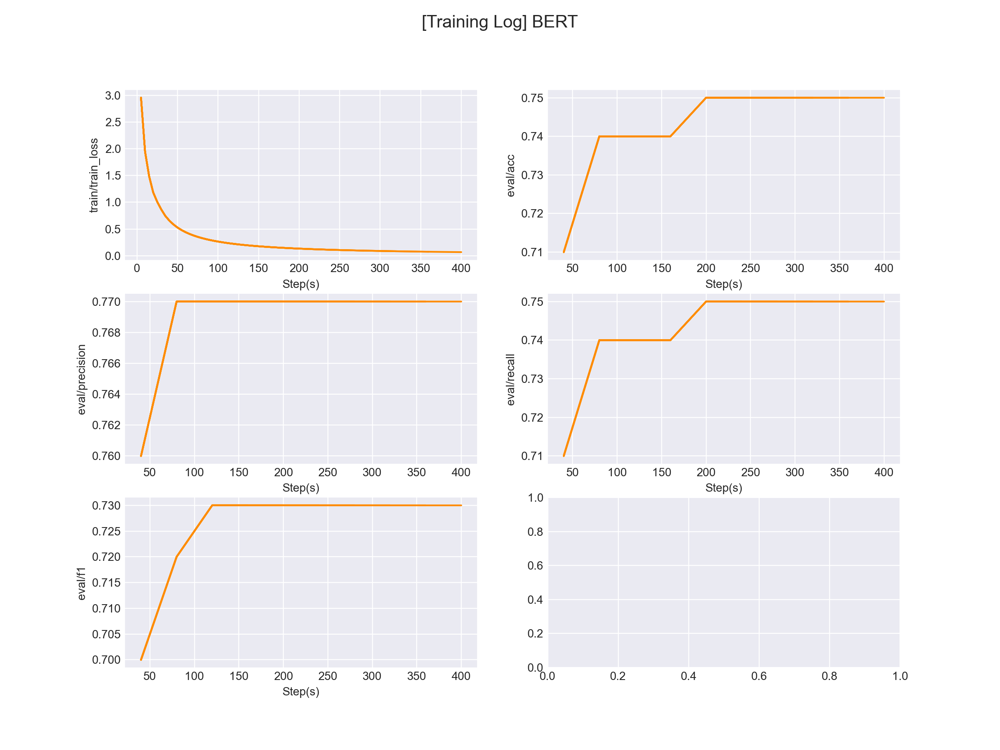 [Training Log] BERT
train/train_loss
3.0
2.5
2.0
1.5
1.0
0.5
0.0
0 50 100 150 200 250 300 350 400
Step(s)
eval/acc
0.75
0.74
0.73
0.72
0.71
50 100 150 200 250 300 350 400
Step(s)
eval/precision
0.770
0.768
0.766
0.764
0.762
0.760
50 100 150 200 250 300 350 400
Step(s)
eval/recall
0.75
0.74
0.73
0.72
0.71
50 100 150 200 250 300 350 400
Step(s)
eval/f1
0.730
0.725
0.720
0.715
0.710
0.705
0.700
50 100 150 200 250 300 350 400
Step(s)
1.0
0.8
0.6
0.4
0.2
0.0
0.0 0.2 0.4 0.6 0.8 1.0